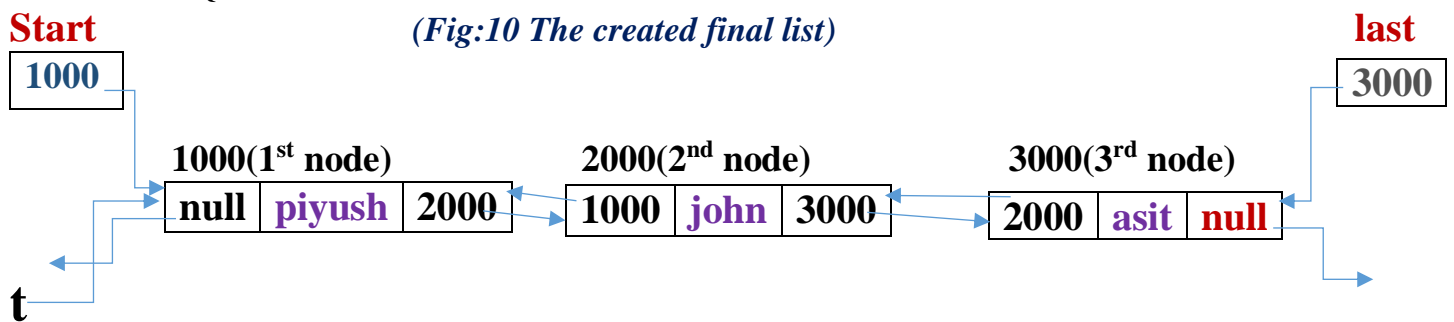 Start (Fig:10 The created final list) last
1000 3000
1000(1st node) 2000(2nd node) 3000(3rd node)
null piyush 2000 1000 john 3000 2000 asit null
t